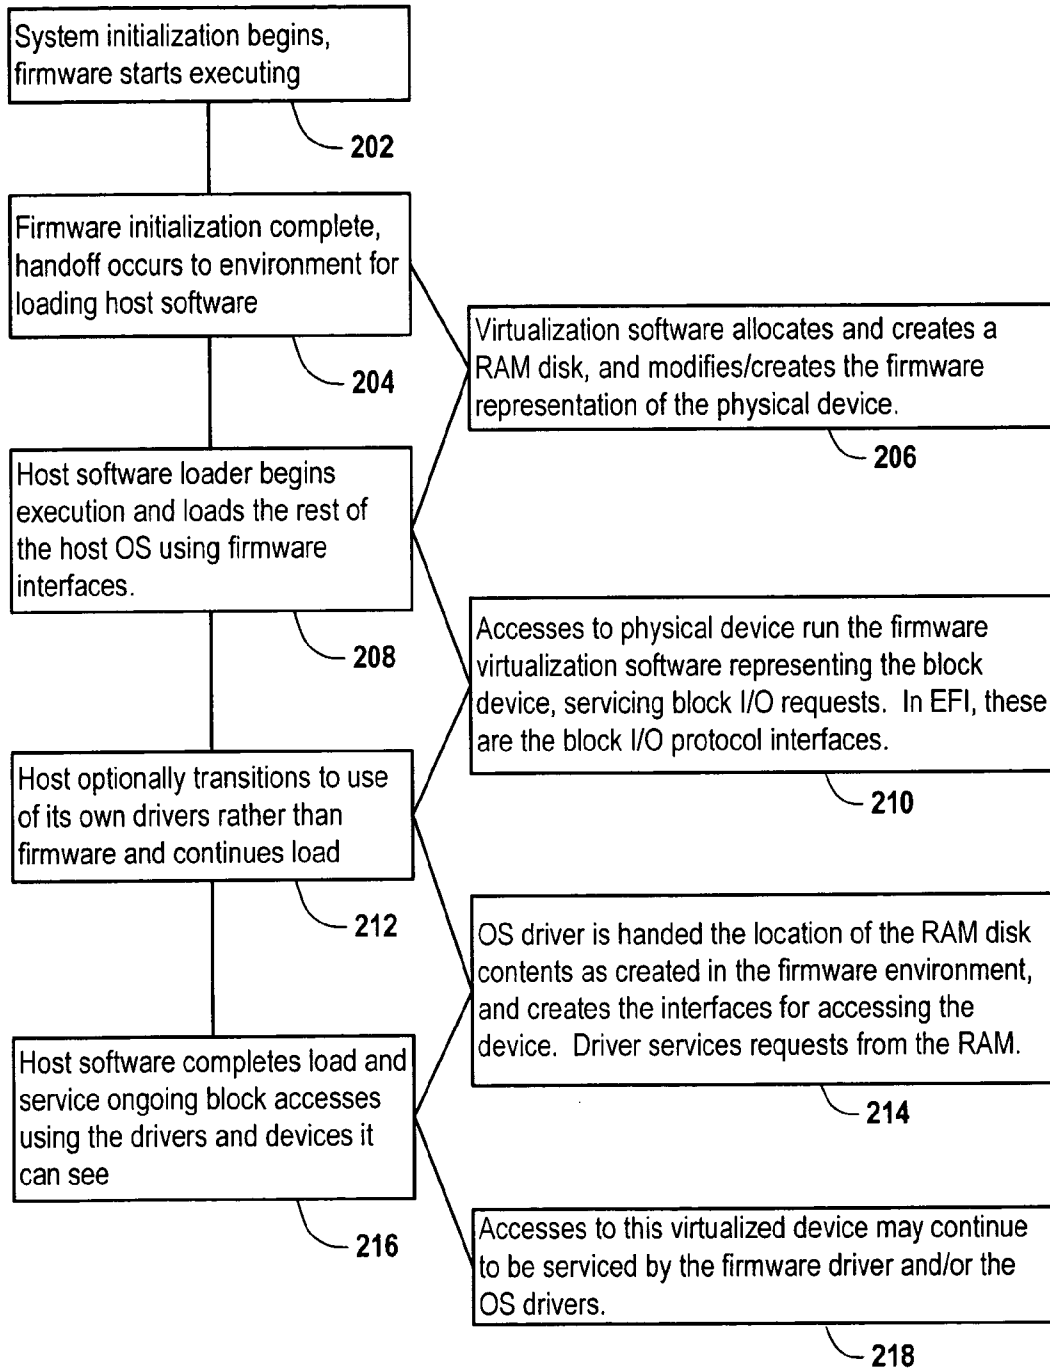 System initialization begins,
firmware starts executing
202
Firmware initialization complete,
handoff occurs to environment for
loading host software
204
Virtualization software allocates and creates a
RAM disk, and modifies/creates the firmware
representation of the physical device.
206
Host software loader begins
execution and loads the rest of
the host OS using firmware
interfaces.
208
Accesses to physical device run the firmware
virtualization software representing the block
device, servicing block I/O requests. In EFI, these
are the block I/O protocol interfaces.
210
Host optionally transitions to use
of its own drivers rather than
firmware and continues load
212
OS driver is handed the location of the RAM disk
contents as created in the firmware environment,
and creates the interfaces for accessing the
device. Driver services requests from the RAM.
214
Host software completes load and
service ongoing block accesses
using the drivers and devices it
can see
216
Accesses to this virtualized device may continue
to be serviced by the firmware driver and/or the
OS drivers.
218